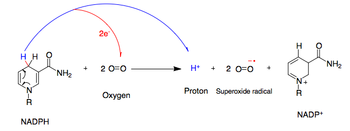 2e-
H H O
NH₂
N
R
+ 2 O=O
Oxygen
NADPH
H+ + 2 O=O +
Proton Superoxide radical
H O
NH₂
N+
R
NADP+